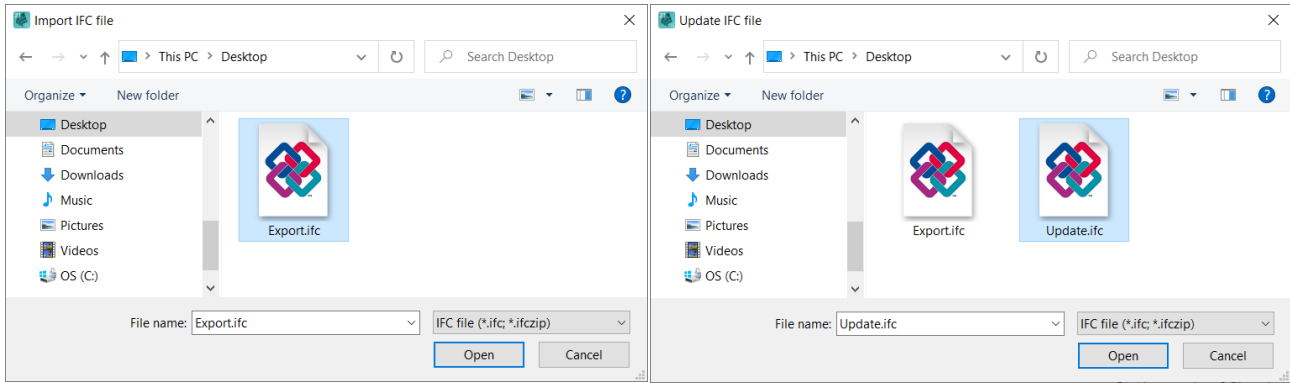 Import IFC file
This PC > Desktop
Search Desktop
Organize
New folder
Desktop
Documents
Downloads
Music
Pictures
Videos
OS (C:)
Export.ifc
File name: Export.ifc
IFC file (*.ifc; *.ifczip)
Open
Cancel
Update IFC file
This PC > Desktop
Search Desktop
Organize
New folder
Desktop
Documents
Downloads
Music
Pictures
Videos
OS (C:)
Export.ifc
Update.ifc
File name: Update.ifc
IFC file (*.ifc; *.ifczip)
Open
Cancel